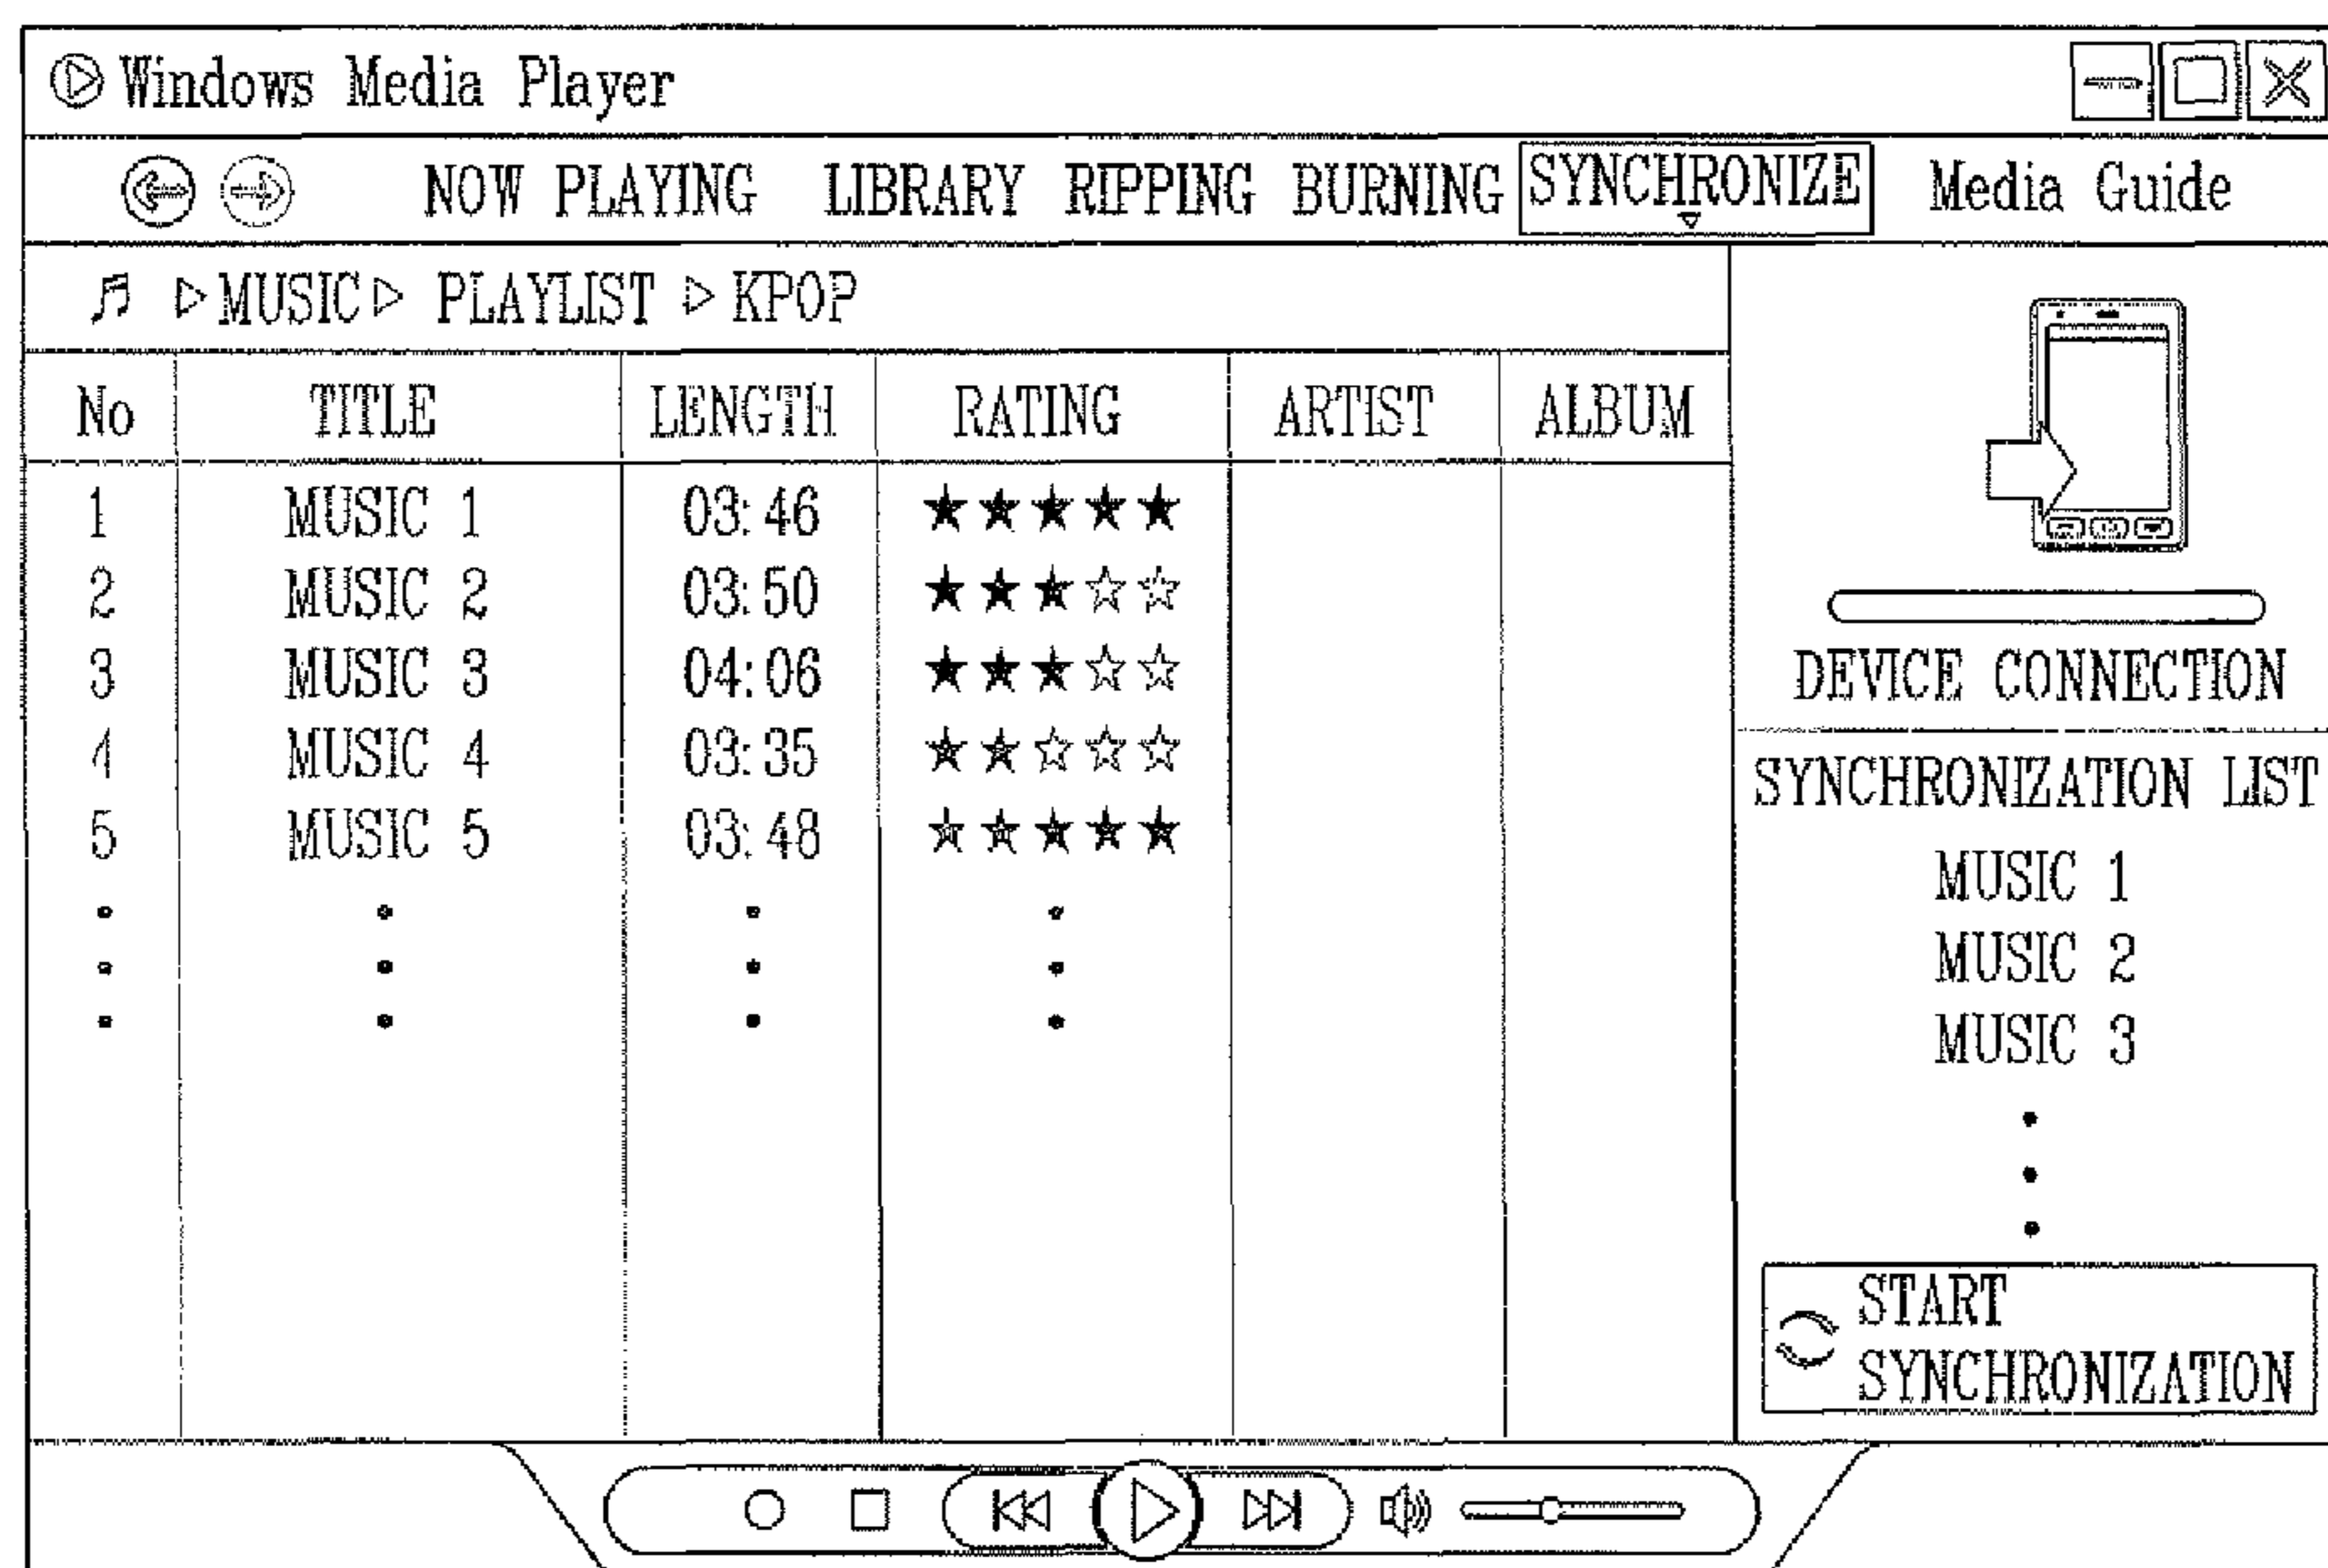 Windows Media Player
NOW PLAYING LIBRARY RIPPING BURNING SYNCHRONIZE Media Guide
MUSIC PLAYLIST KPOP
No TITLE LENGTH RATING ARTIST ALBUM
1 MUSIC 1 03:46
2 MUSIC 2 03:50
3 MUSIC 3 04:06
4 MUSIC 4 03:35
5 MUSIC 5 03:48
DEVICE CONNECTION
SYNCHRONIZATION LIST
MUSIC 1
MUSIC 2
MUSIC 3
START
SYNCHRONIZATION